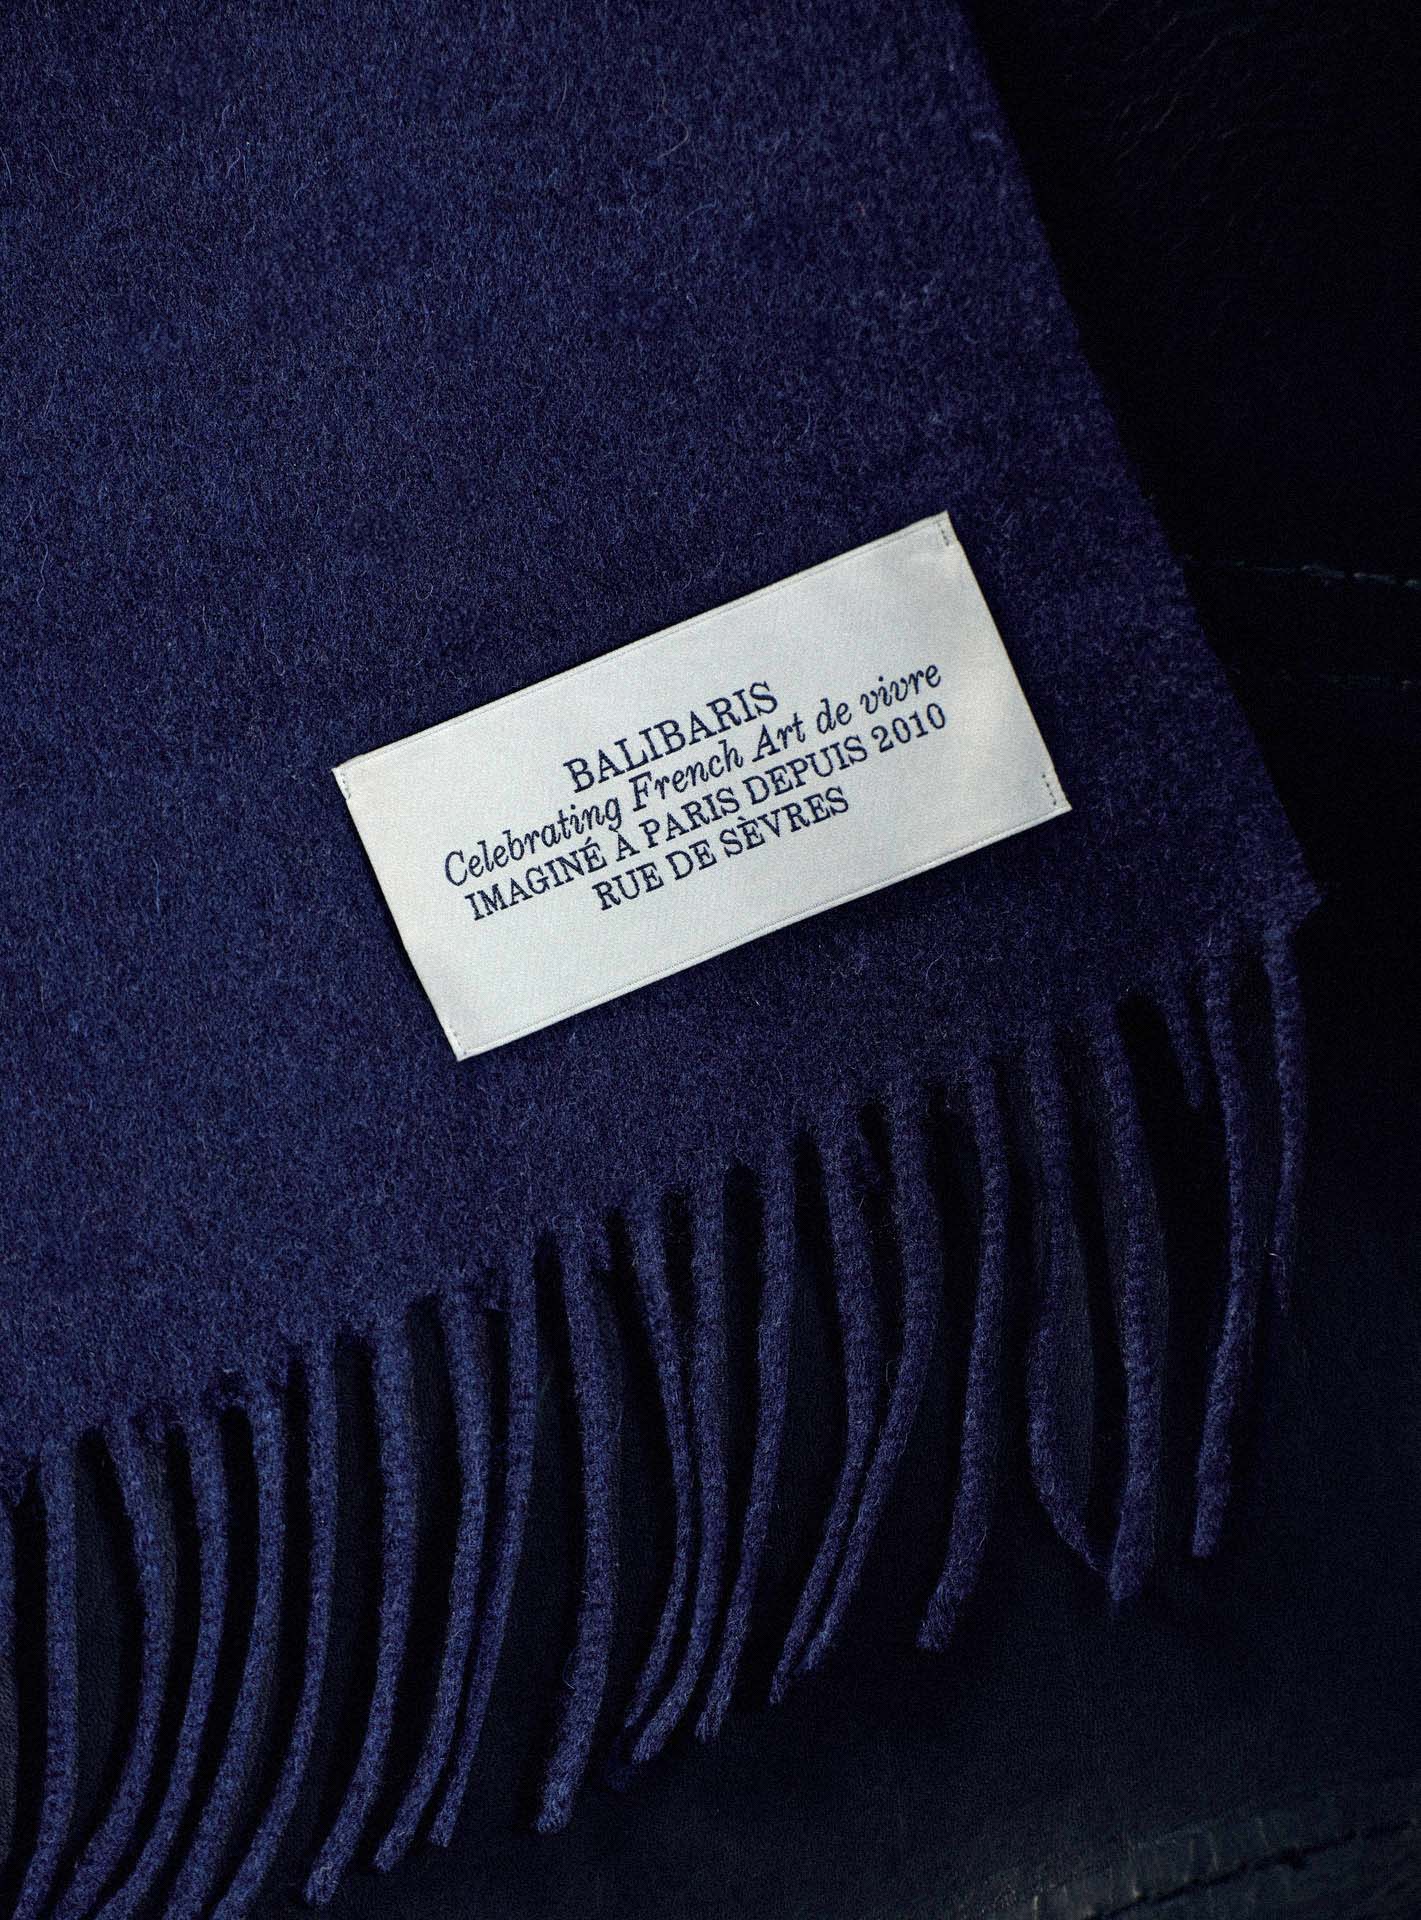 BALIBARIS
Celebrating French Art de vivre
IMAGINÉ À PARIS DEPUIS 2010
RUE DE SÈVRES